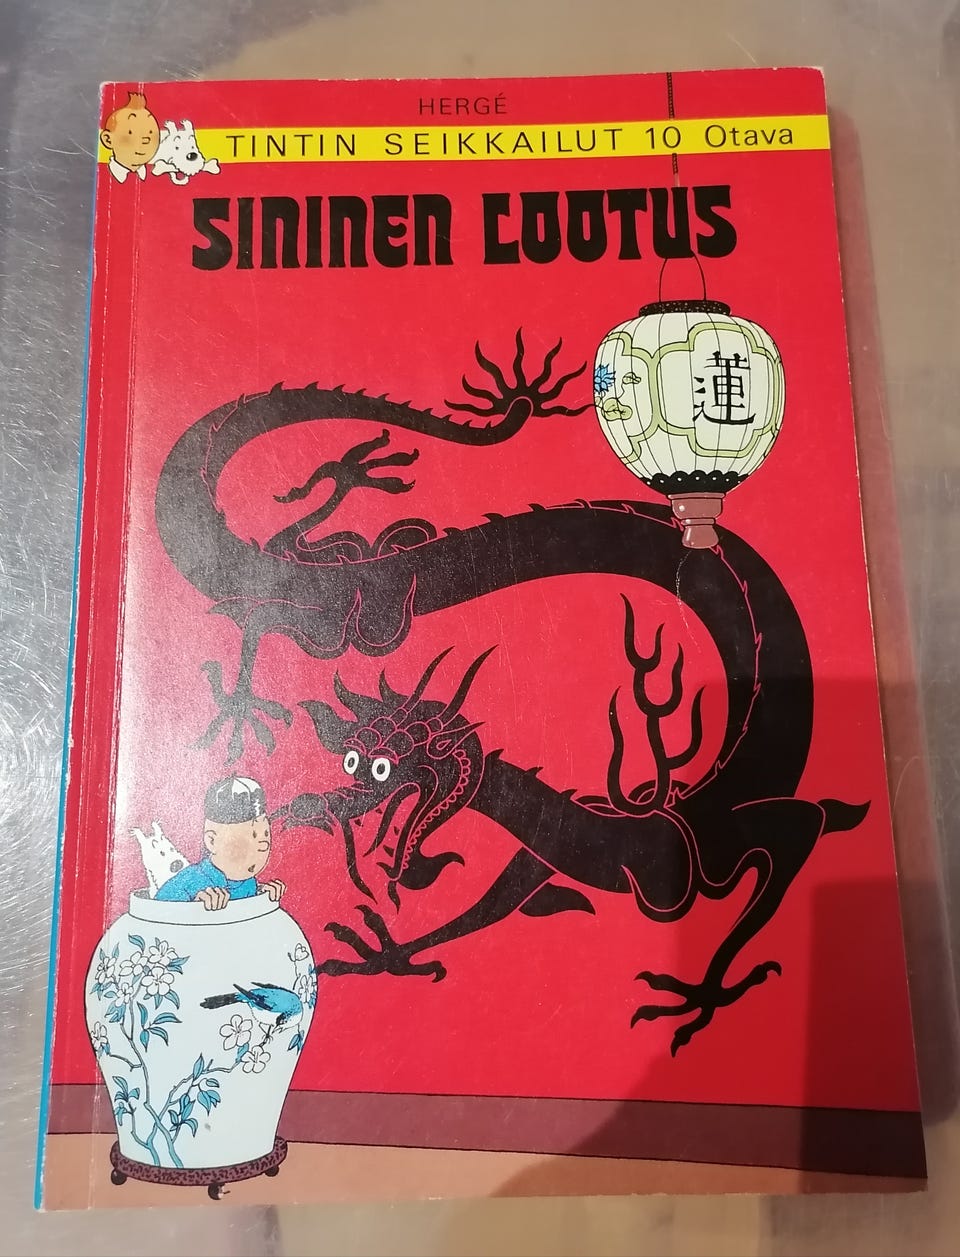 HERGÉ
TINTIN SEIKKAILUT 10 Otava
SININEN LOOTUS
蓮